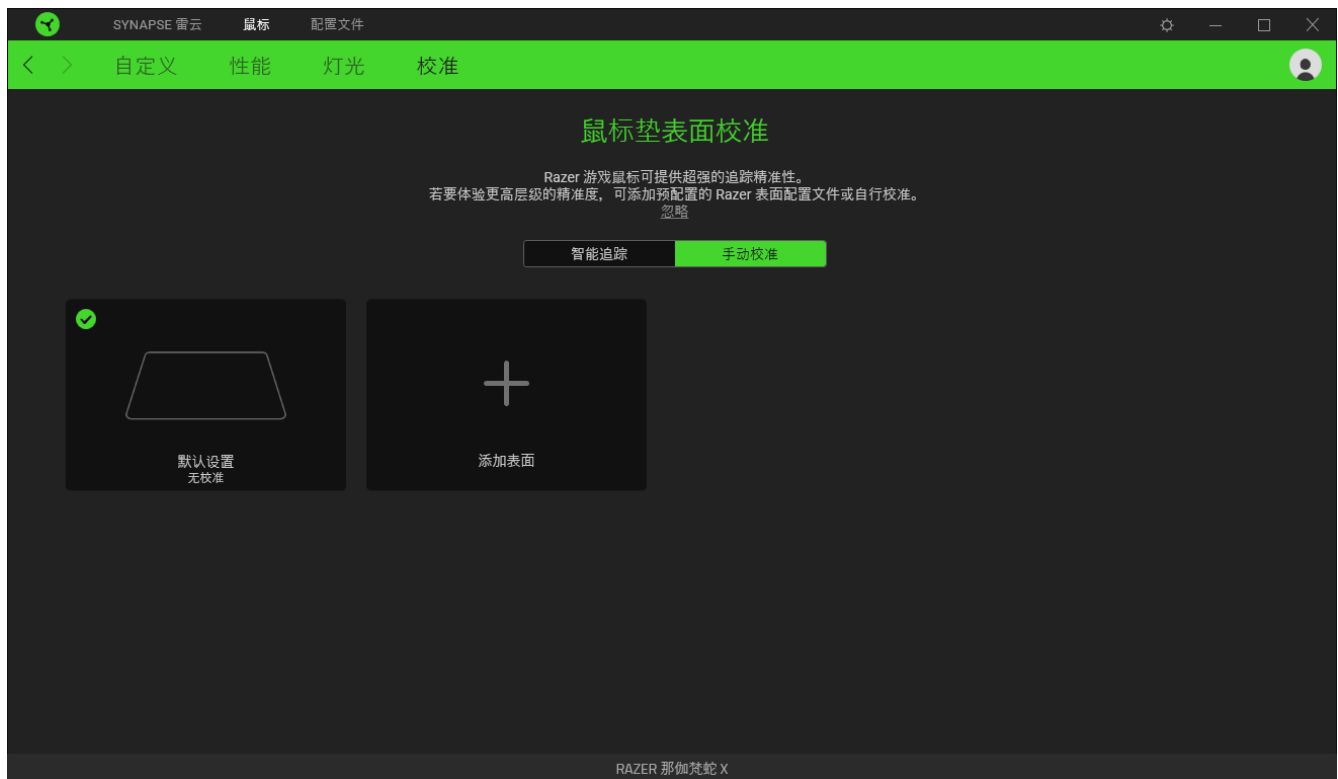 SYNAPSE 雷云 鼠标 配置文件
自定义 性能 灯光 校准
鼠标垫表面校准
Razer 游戏鼠标可提供超强的追踪精准性。
若要体验更高层级的精准度，可添加预配置的 Razer 表面配置文件或自行校准。
忽略
智能追踪 手动校准
默认设置
无校准
添加表面
RAZER 那伽梵蛇 X